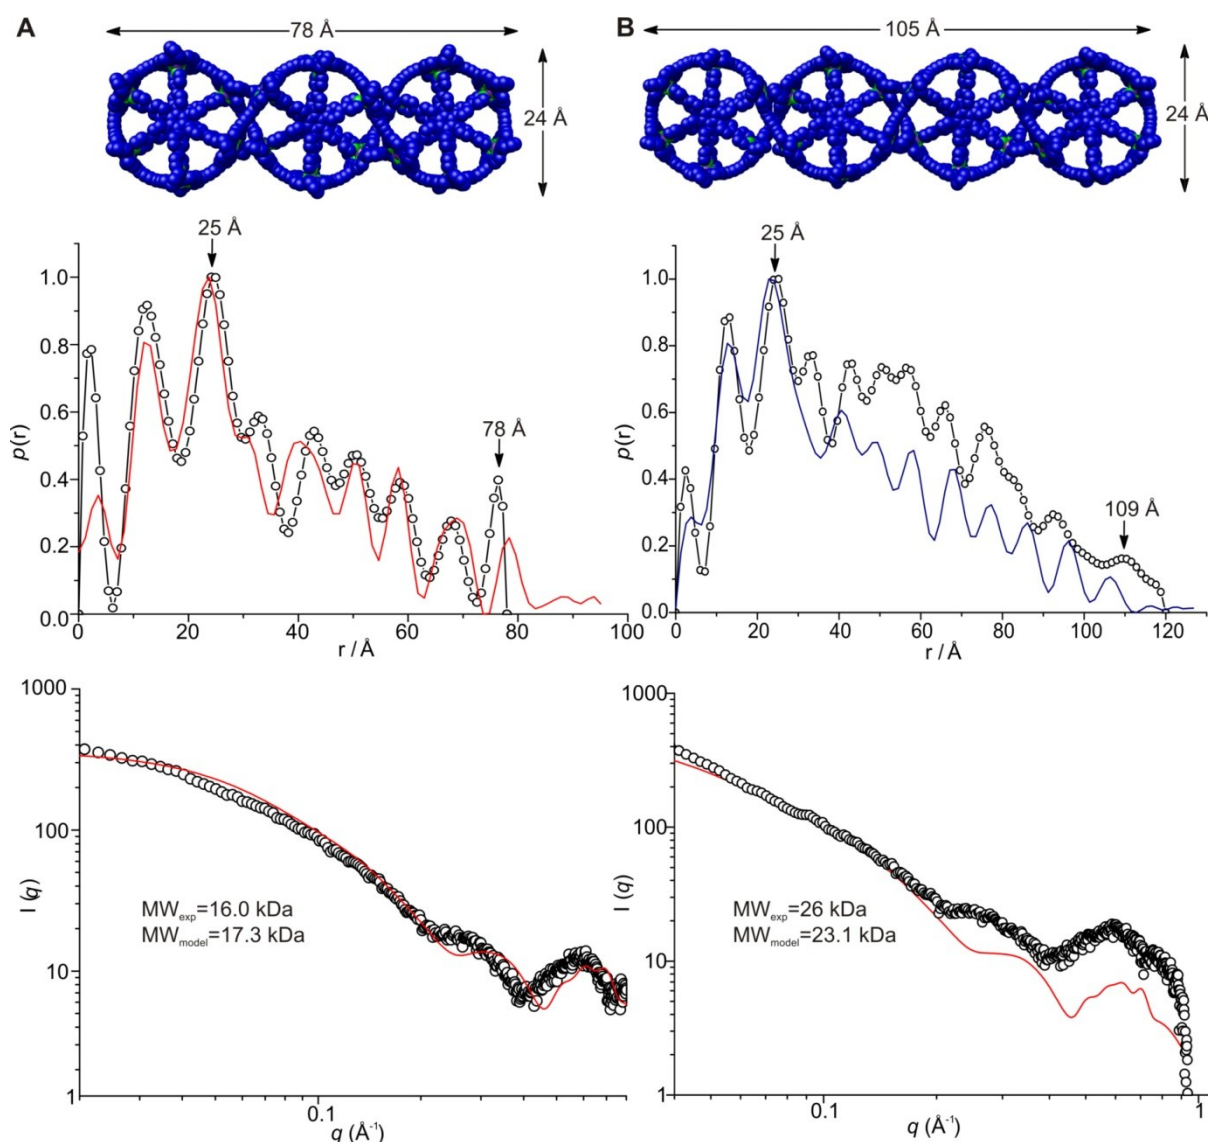 A
78 Å
24 Å
B
105 Å
24 Å
25 Å
78 Å
p(r)
1.0
0.8
0.6
0.4
0.2
0.0
0
20
40
60
80
100
r / Å
25 Å
109 Å
p(r)
1.0
0.8
0.6
0.4
0.2
0.0
0
20
40
60
80
100
120
r / Å
I (q)
1000
100
10
1
MWexp=16.0 kDa
MWmodel=17.3 kDa
0.1
q (Å-1)
I (q)
1000
100
10
1
MWexp=26 kDa
MWmodel=23.1 kDa
0.1
1
q (Å-1)